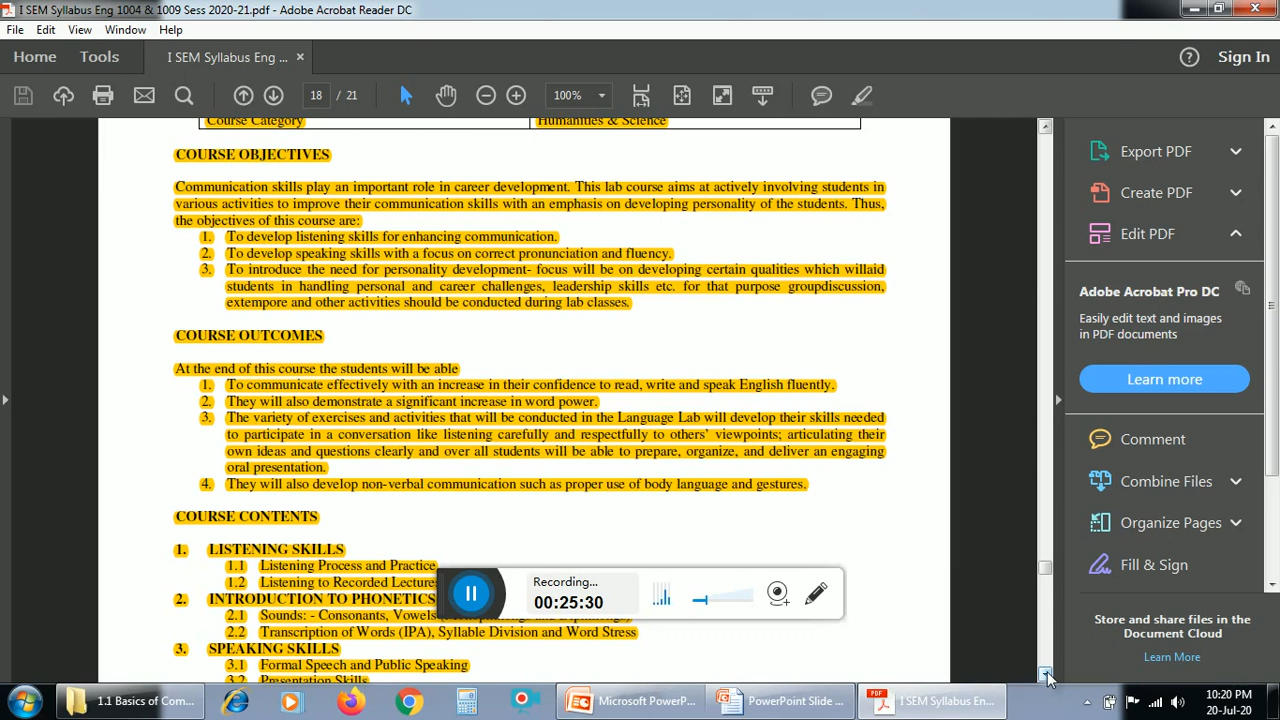 I SEM Syllabus Eng 1004 & 1009 Sess 2020-21.pdf - Adobe Acrobat Reader DC
File Edit View Window Help
Home Tools I SEM Syllabus Eng ... × Sign In
18 / 21 100%
Course Category Humanities & Science
COURSE OBJECTIVES
Communication skills play an important role in career development. This lab course aims at actively involving students in
various activities to improve their communication skills with an emphasis on developing personality of the students. Thus,
the objectives of this course are:
1. To develop listening skills for enhancing communication.
2. To develop speaking skills with a focus on correct pronunciation and fluency.
3. To introduce the need for personality development- focus will be on developing certain qualities which willaid
students in handling personal and career challenges, leadership skills etc. for that purpose groupdiscussion,
extempore and other activities should be conducted during lab classes.
COURSE OUTCOMES
At the end of this course the students will be able
1. To communicate effectively with an increase in their confidence to read, write and speak English fluently.
2. They will also demonstrate a significant increase in word power.
3. The variety of exercises and activities that will be conducted in the Language Lab will develop their skills needed
to participate in a conversation like listening carefully and respectfully to others' viewpoints; articulating their
own ideas and questions clearly and over all students will be able to prepare, organize, and deliver an engaging
oral presentation.
4. They will also develop non-verbal communication such as proper use of body language and gestures.
COURSE CONTENTS
1. LISTENING SKILLS
1.1 Listening Process and Practice
1.2 Listening to Recorded Lectures
2. INTRODUCTION TO PHONETICS
2.1 Sounds: - Consonants, Vowels
2.2 Transcription of Words (IPA), Syllable Division and Word Stress
3. SPEAKING SKILLS
3.1 Formal Speech and Public Speaking
3.2 Presentation Skills
Recording...
00:25:30
Export PDF
Create PDF
Edit PDF
Adobe Acrobat Pro DC
Easily edit text and images
in PDF documents
Learn more
Comment
Combine Files
Organize Pages
Fill & Sign
Store and share files in the
Document Cloud
Learn More
1.1 Basics of Com... Microsoft PowerP... PowerPoint Slide ... I SEM Syllabus En... 10:20 PM
20-Jul-20